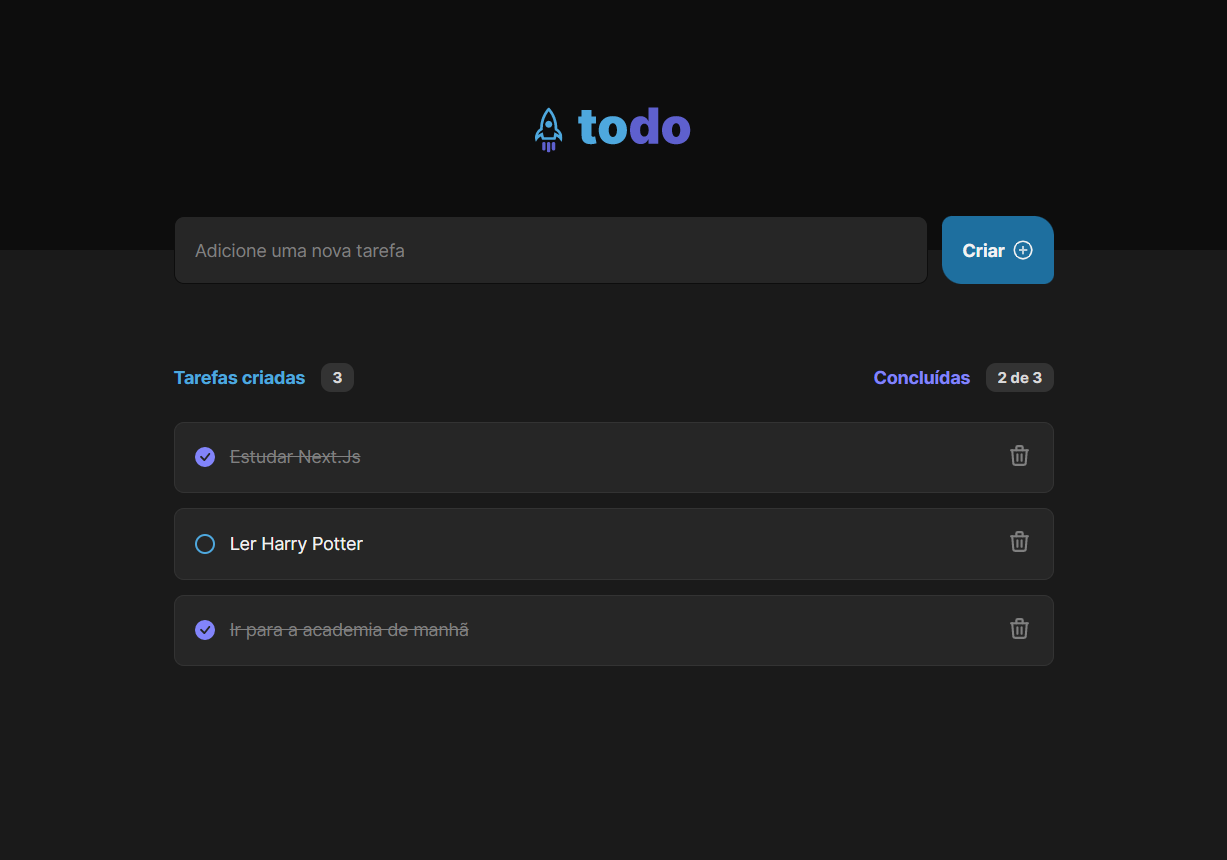 todo
Adicione uma nova tarefa
Criar
Tarefas criadas 3
Concluídas 2 de 3
Estudar Next.Js
Ler Harry Potter
Ir para a academia de manhã